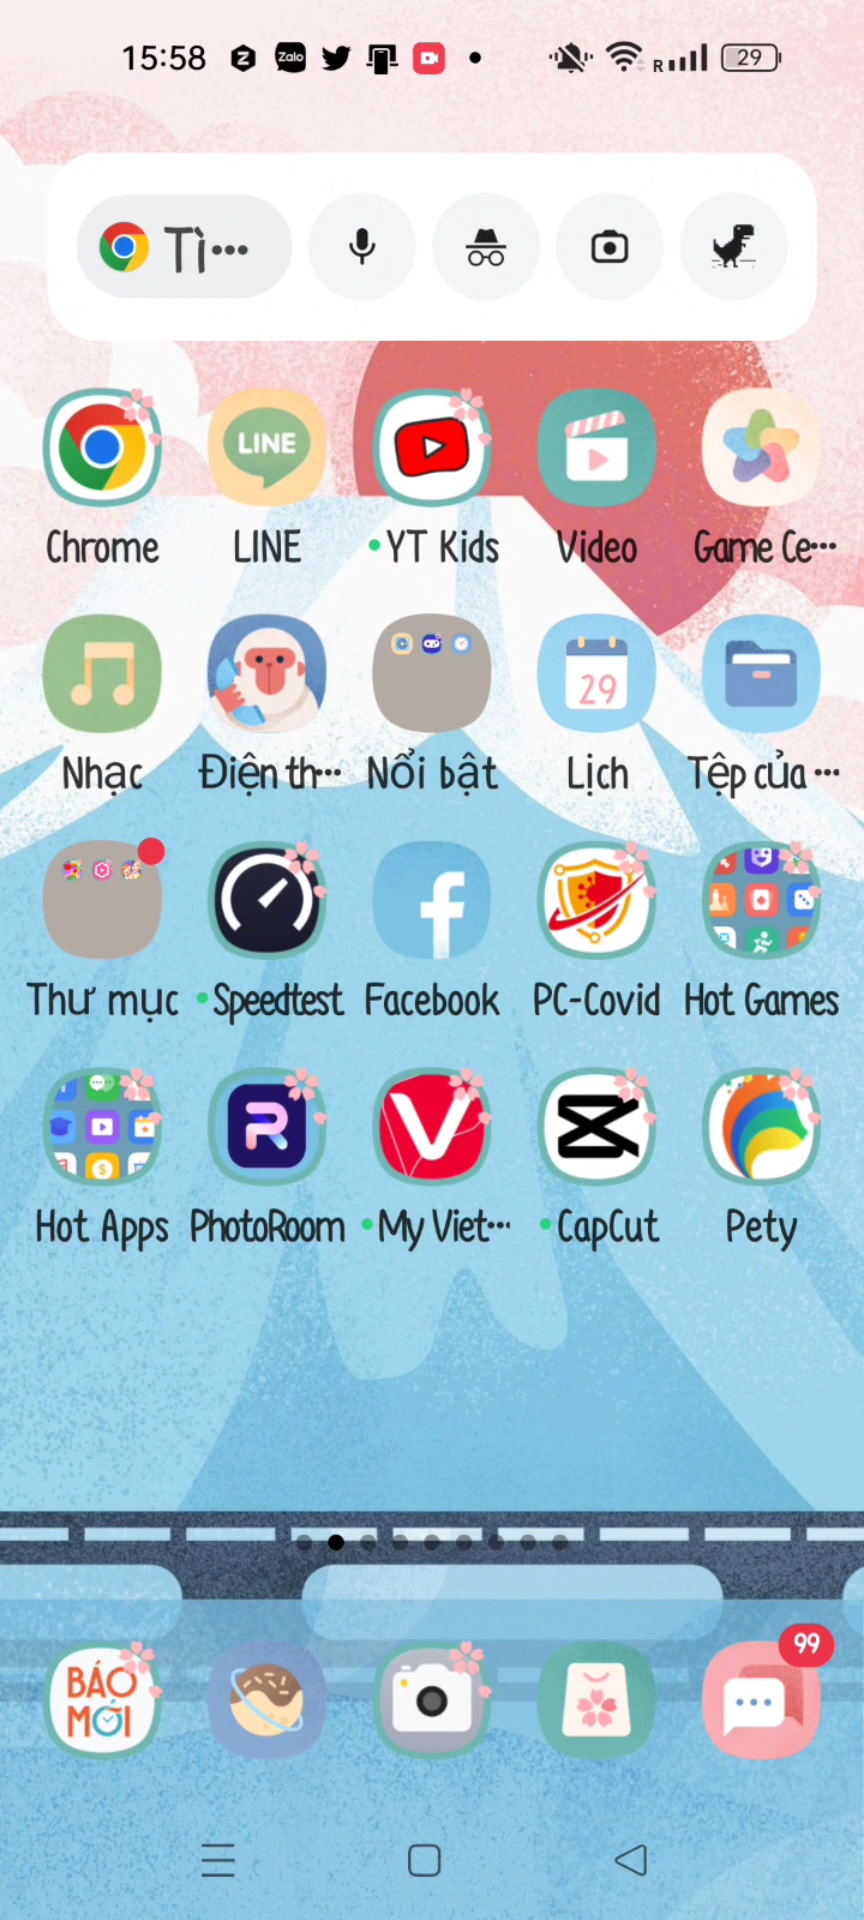 15:58 Z Zalo R 29
Tì...
LINE
Chrome LINE YT Kids Video Game Ce...
29
Nhạc Điện th... Nổi bật Lịch Tệp của ...
Thư mục Speedtest Facebook PC-Covid Hot Games
Hot Apps PhotoRoom My Viet... CapCut Pety
99
BÁO
MỚI